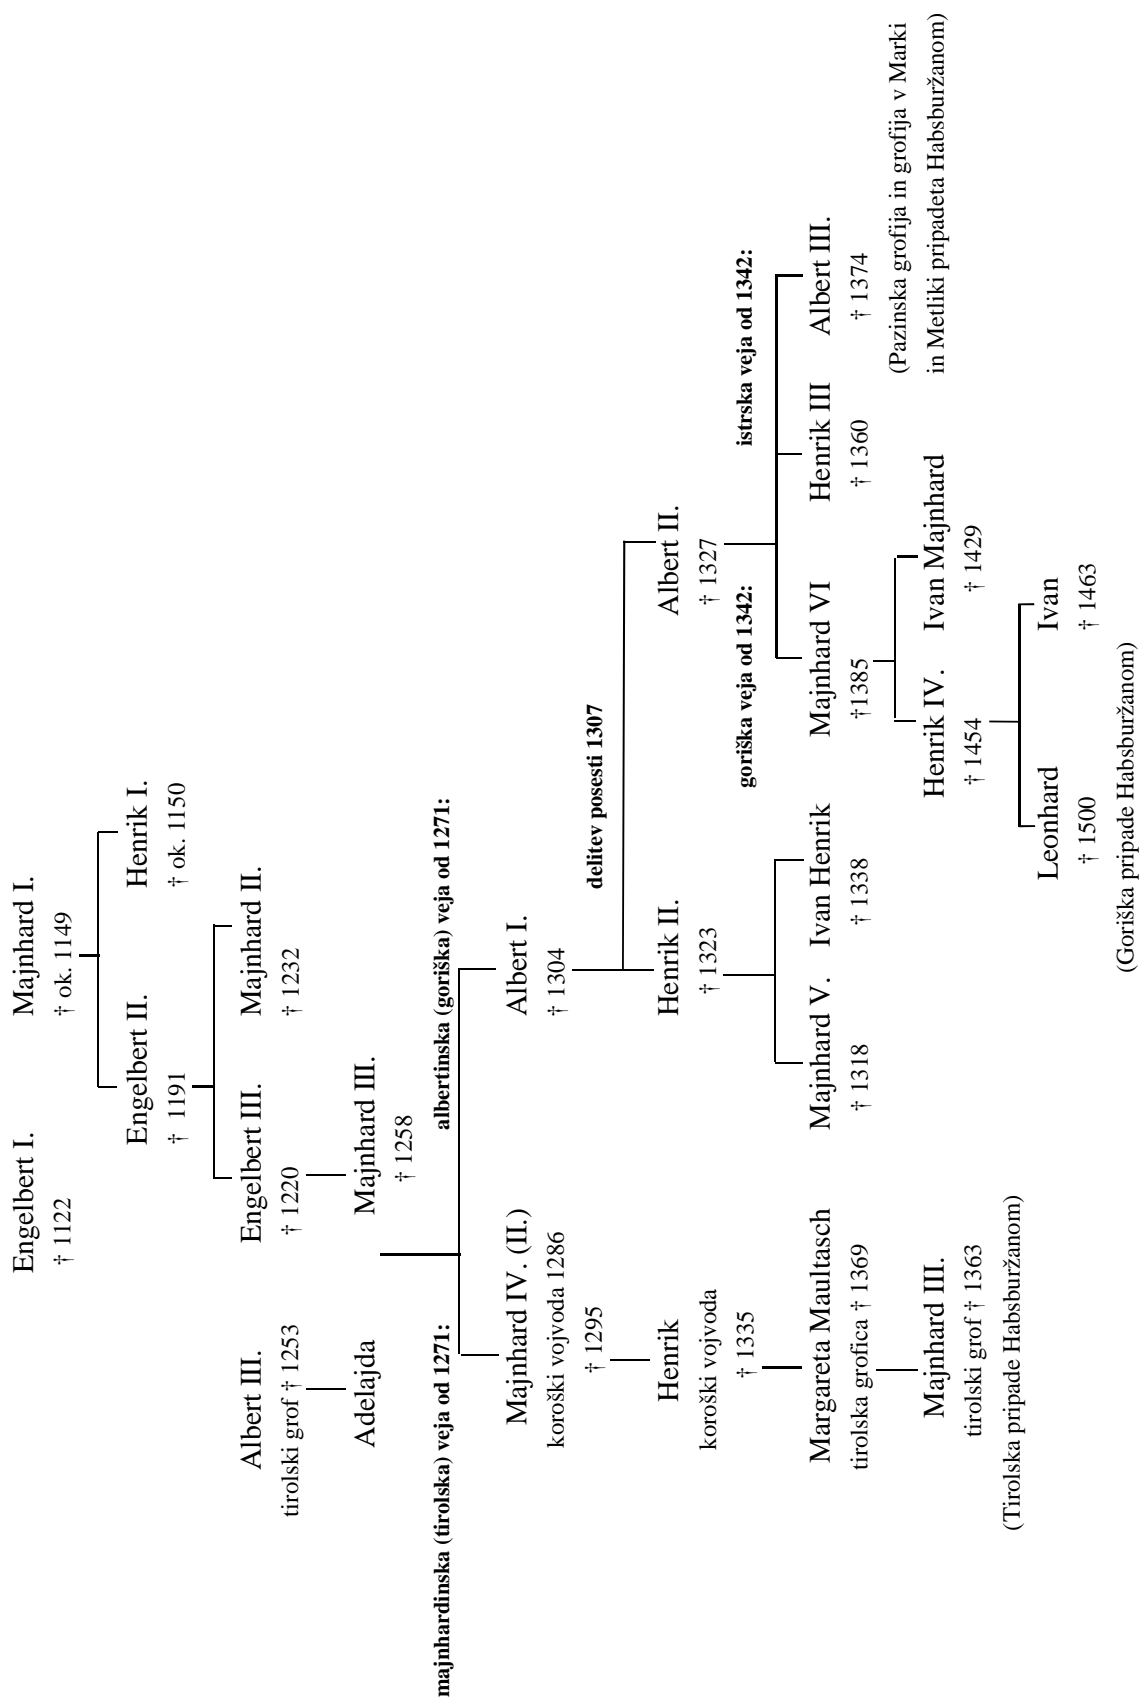 Engelbert I.
† 1122
Majnhard I.
† ok. 1149
Engelbert II.
† 1191
Henrik I.
† ok. 1150
Albert III.
tirolski grof † 1253
Engelbert III.
† 1220
Majnhard II.
† 1232
Adelajda
Majnhard III.
† 1258
majnhardinska (tirolska) veja od 1271:
albertinska (goriška) veja od 1271:
Majnhard IV. (II.)
koroški vojvoda 1286
† 1295
Albert I.
† 1304
delitev posesti 1307
Henrik
koroški vojvoda
† 1335
Henrik II.
† 1323
Albert II.
† 1327
goriška veja od 1342:
istrska veja od 1342:
Margareta Maultasch
tirolska grofica † 1369
Majnhard V.
† 1318
Ivan Henrik
† 1338
Majnhard VI
†1385
Henrik III
† 1360
Albert III.
† 1374
(Pazinska grofija in grofija v Marki
in Metliki pripadeta Habsburžanom)
Majnhard III.
tirolski grof † 1363
(Tirolska pripade Habsburžanom)
Henrik IV.
† 1454
Ivan Majnhard
† 1429
Leonhard
† 1500
Ivan
† 1463
(Goriška pripade Habsburžanom)